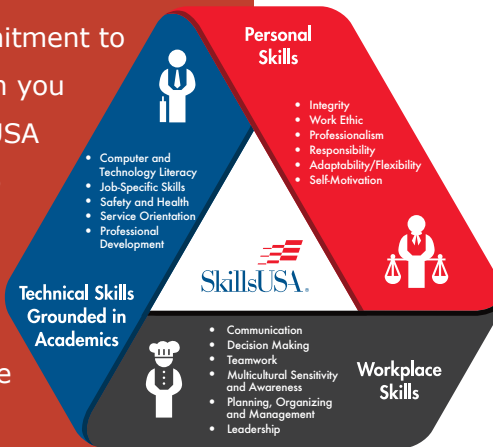 mitment to
n you
USA
e
Personal
Skills
• Integrity
• Work Ethic
• Professionalism
• Responsibility
• Adaptability/Flexibility
• Self-Motivation
• Computer and
Technology Literacy
• Job-Specific Skills
• Safety and Health
• Service Orientation
• Professional
Development
Technical Skills
Grounded in
Academics
SkillsUSA®
• Communication
• Decision Making
• Teamwork
• Multicultural Sensitivity
and Awareness
• Planning, Organizing
and Management
• Leadership
Workplace
Skills